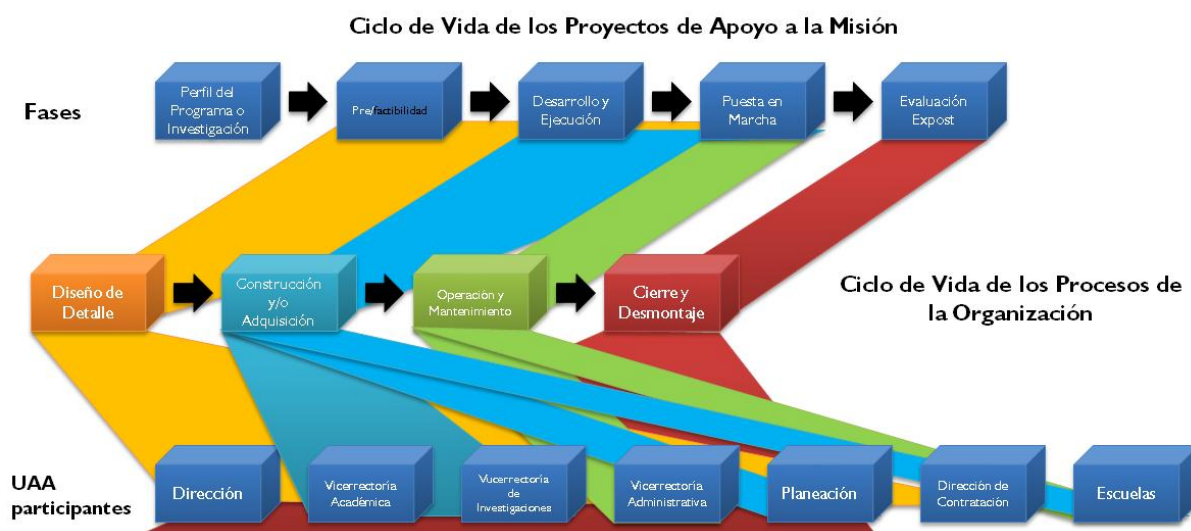 Ciclo de Vida de los Proyectos de Apoyo a la Misión
Fases
Perfil del
Programa o
Investigación
Pre/factibilidad
Desarrollo y
Ejecución
Puesta en
Marcha
Evaluación
Expost
Diseño de
Detalle
Construcción
y/o
Adquisición
Operación y
Mantenimiento
Cierre y
Desmontaje
Ciclo de Vida de los Procesos de
la Organización
UAA
participantes
Dirección
Vicerrectoría
Académica
Vucerrectoría
de
Investigaciones
Vicerrectoría
Administrativa
Planeación
Dirección de
Contratación
Escuelas